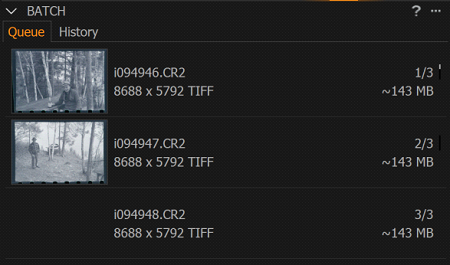 BATCH ? ...
Queue History
i094946.CR2 1/3
8688 x 5792 TIFF ~143 MB
i094947.CR2 2/3
8688 x 5792 TIFF ~143 MB
i094948.CR2 3/3
8688 x 5792 TIFF ~143 MB